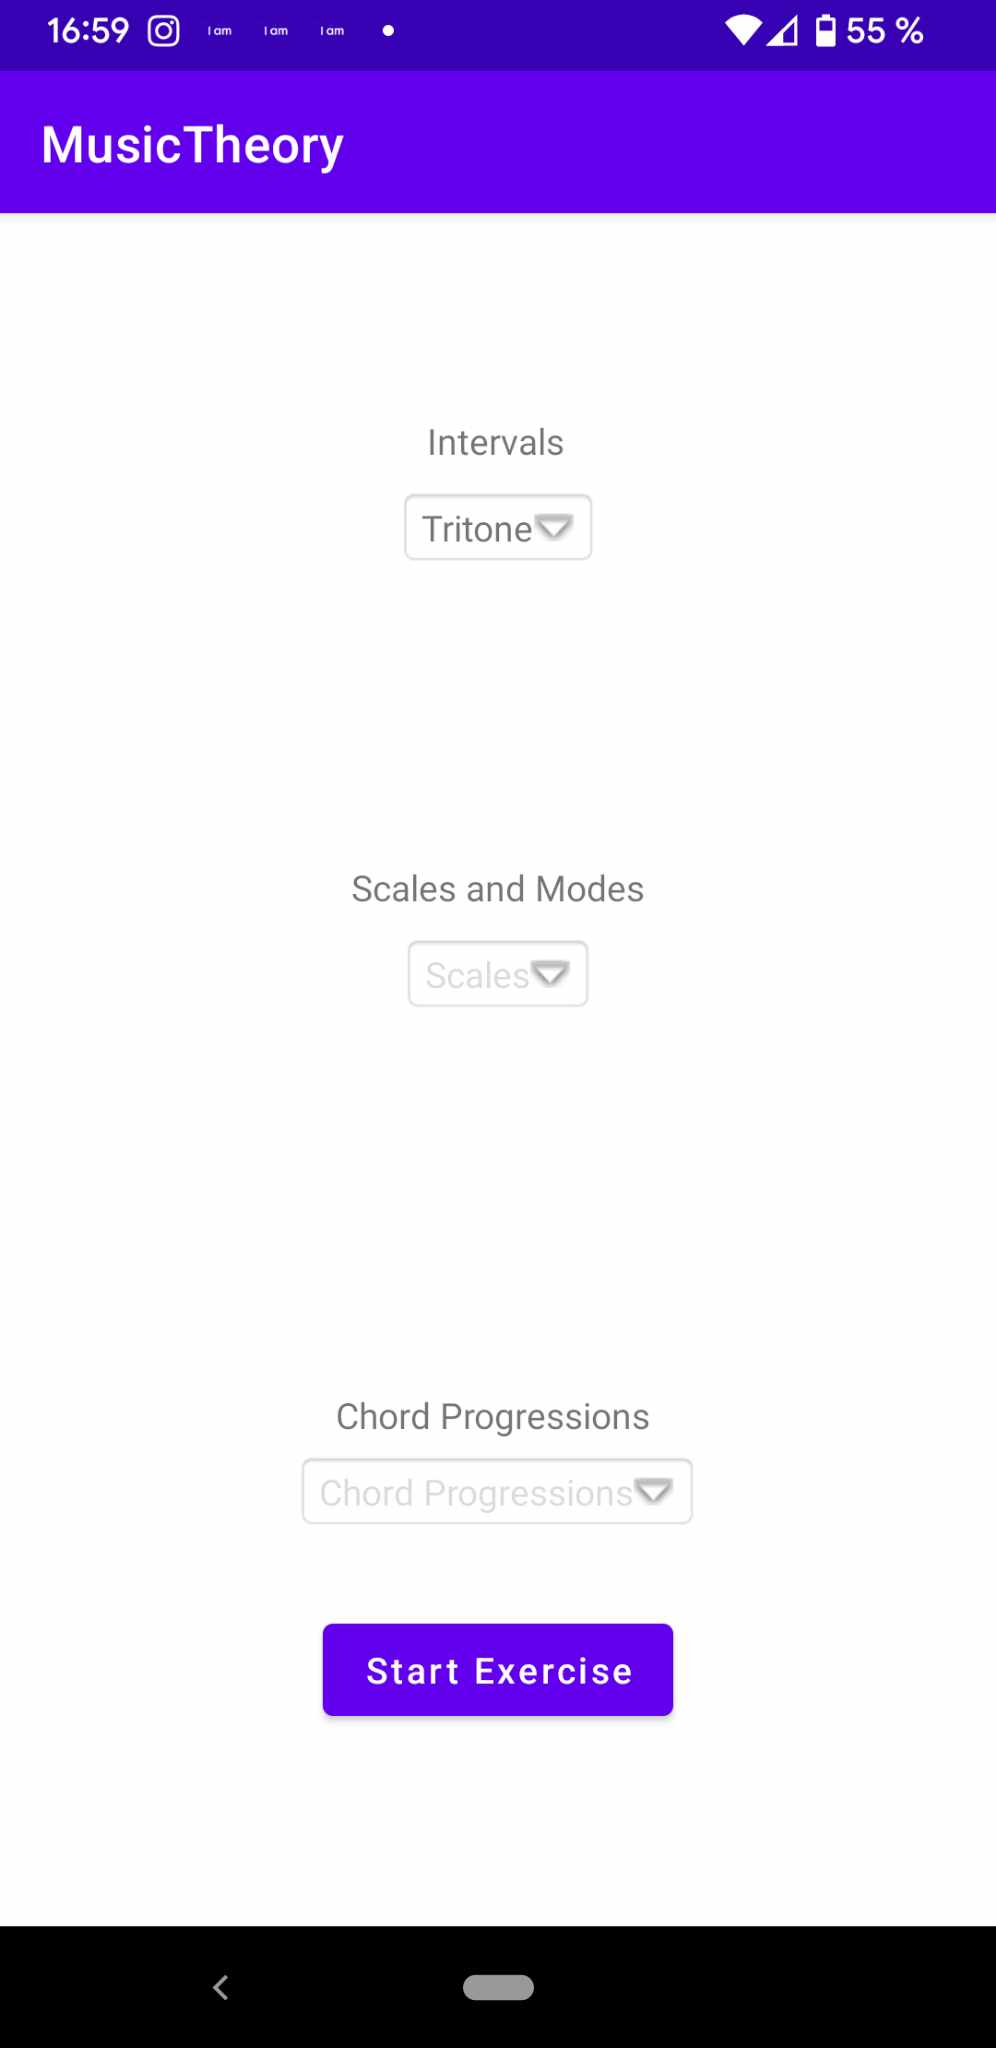 16:59 I am I am I am 55 %
MusicTheory
Intervals
Tritone
Scales and Modes
Scales
Chord Progressions
Chord Progressions
Start Exercise